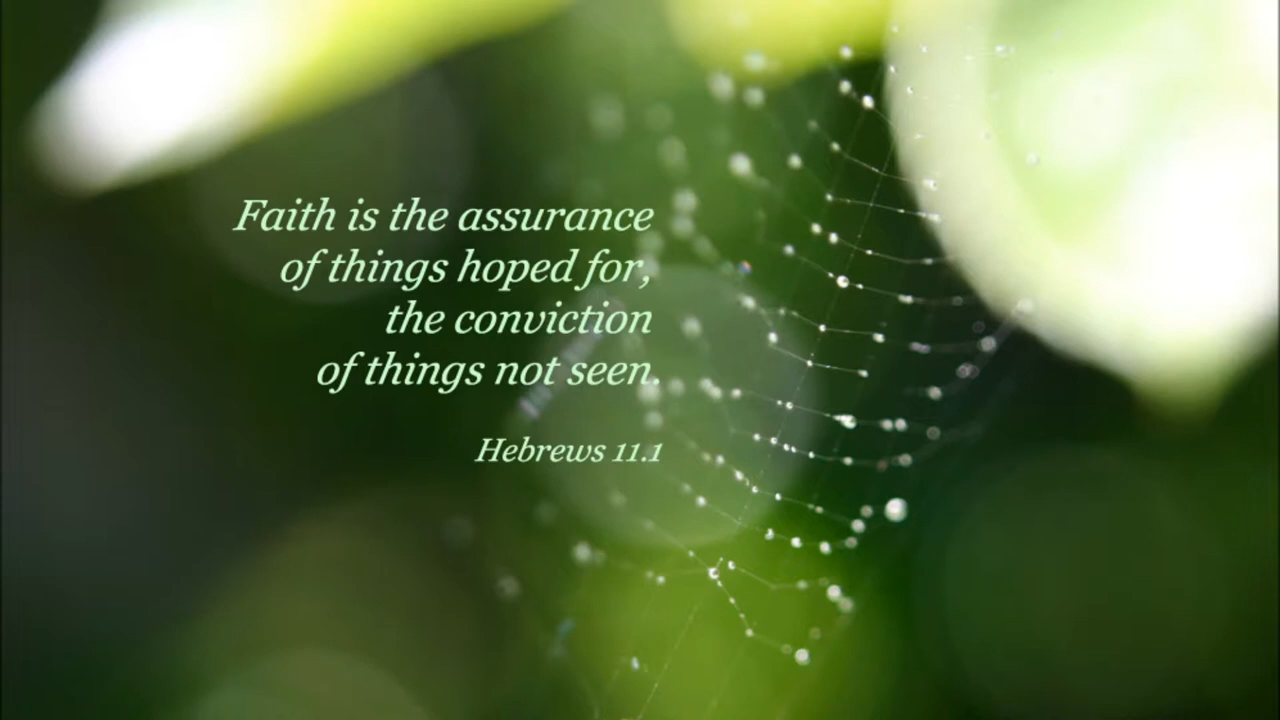 Faith is the assurance
of things hoped for,
the conviction
of things not seen.
Hebrews 11.1